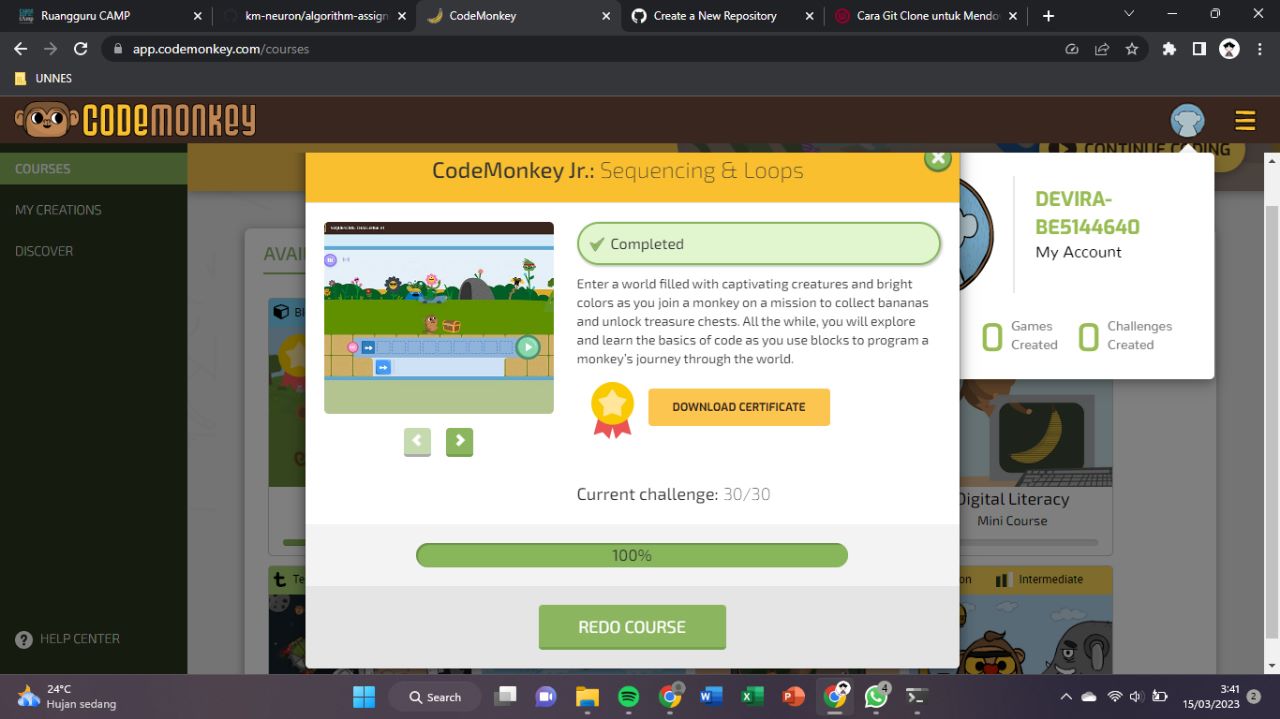 Ruangguru CAMP
km-neuron/algorithm-assign
CodeMonkey
Create a New Repository
Cara Git Clone untuk Mendo
app.codemonkey.com/courses
UNNES
CODEMONKEY
CONTINUE CODING
COURSES
MY CREATIONS
DISCOVER
HELP CENTER
CodeMonkey Jr.: Sequencing & Loops
SEQUENCING CHALLENGE #1
Completed
Enter a world filled with captivating creatures and bright
colors as you join a monkey on a mission to collect bananas
and unlock treasure chests. All the while, you will explore
and learn the basics of code as you use blocks to program a
monkey's journey through the world.
DOWNLOAD CERTIFICATE
Current challenge: 30/30
100%
REDO COURSE
DEVIRA-
BE5144640
My Account
0 Games
Created
0 Challenges
Created
Digital Literacy
Mini Course
Intermediate
24°C
Hujan sedang
Search
4
3:41
15/03/2023
2